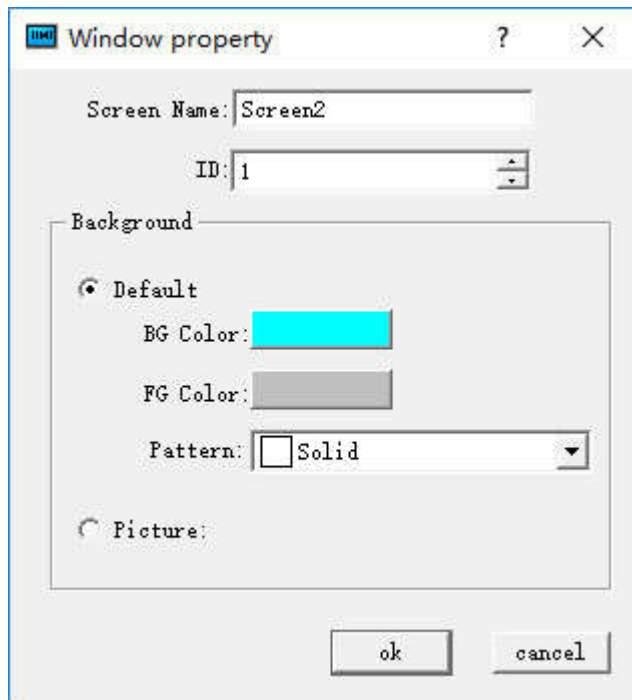 Window property
Screen Name: Screen2
ID: 1
Background
Default
BG Color:
FG Color:
Pattern: Solid
Picture:
ok cancel